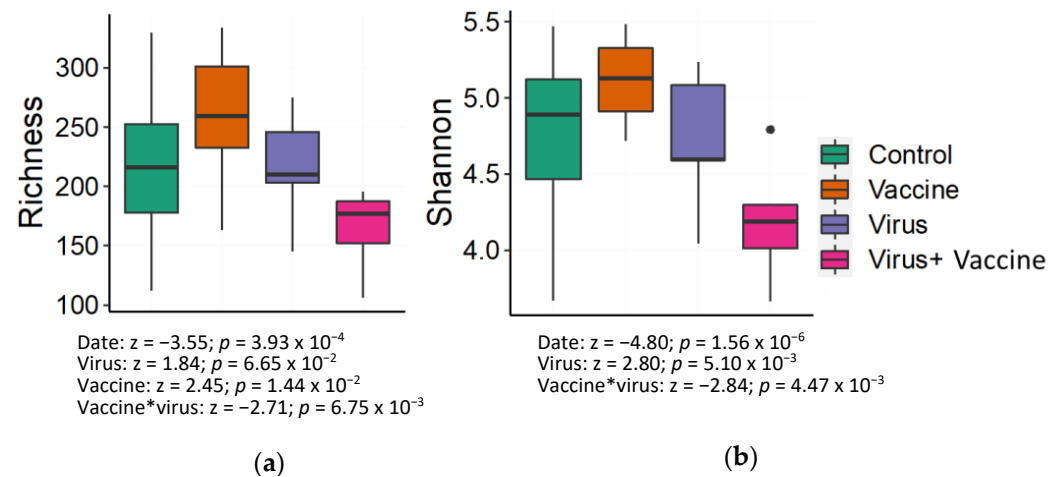 Richness
300
250
200
150
100
Date: z = −3.55; p = 3.93 x 10⁻⁴
Virus: z = 1.84; p = 6.65 x 10⁻²
Vaccine: z = 2.45; p = 1.44 x 10⁻²
Vaccine*virus: z = −2.71; p = 6.75 x 10⁻³
(a)
Shannon
5.5
5.0
4.5
4.0
Date: z = −4.80; p = 1.56 x 10⁻⁶
Virus: z = 2.80; p = 5.10 x 10⁻³
Vaccine*virus: z = −2.84; p = 4.47 x 10⁻³
(b)
Control
Vaccine
Virus
Virus+ Vaccine